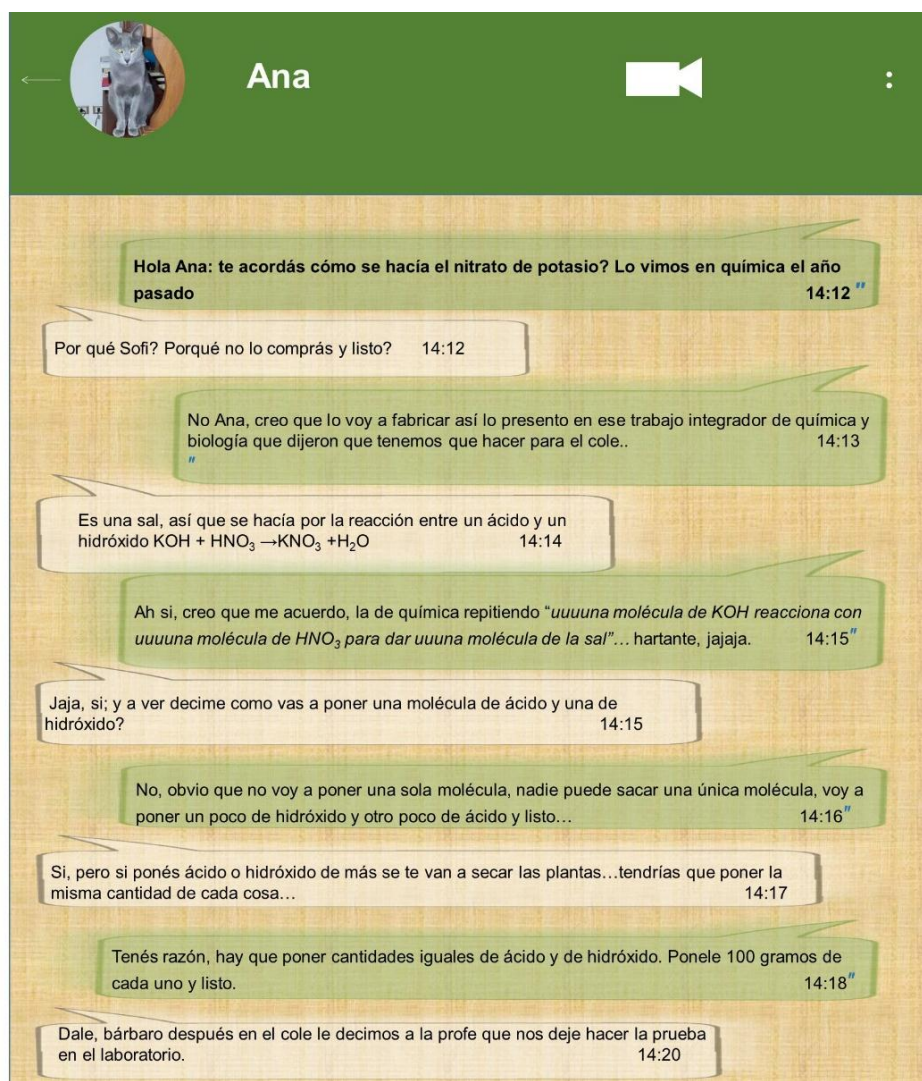 Ana
Hola Ana: te acordás cómo se hacía el nitrato de potasio? Lo vimos en química el año
pasado 14:12 "
Por qué Sofi? Porqué no lo comprás y listo? 14:12
No Ana, creo que lo voy a fabricar así lo presento en ese trabajo integrador de química y
biología que dijeron que tenemos que hacer para el cole.. 14:13
"
Es una sal, así que se hacía por la reacción entre un ácido y un
hidróxido KOH + HNO₃ →KNO₃ +H₂O 14:14
Ah si, creo que me acuerdo, la de química repitiendo “uuuuna molécula de KOH reacciona con
uuuuna molécula de HNO₃ para dar uuuna molécula de la sal”… hartante, jajaja. 14:15"
Jaja, si; y a ver decime como vas a poner una molécula de ácido y una de
hidróxido? 14:15
No, obvio que no voy a poner una sola molécula, nadie puede sacar una única molécula, voy a
poner un poco de hidróxido y otro poco de ácido y listo… 14:16"
Si, pero si ponés ácido o hidróxido de más se te van a secar las plantas…tendrías que poner la
misma cantidad de cada cosa… 14:17
Tenés razón, hay que poner cantidades iguales de ácido y de hidróxido. Ponele 100 gramos de
cada uno y listo. 14:18"
Dale, bárbaro después en el cole le decimos a la profe que nos deje hacer la prueba
en el laboratorio. 14:20